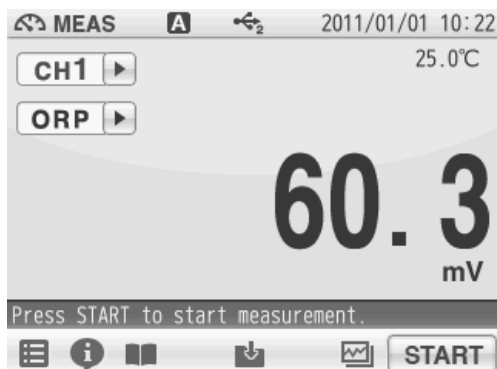 MEAS A 2 2011/01/01 10:22
CH1 25.0℃
ORP
60.3
mV
Press START to start measurement.
START